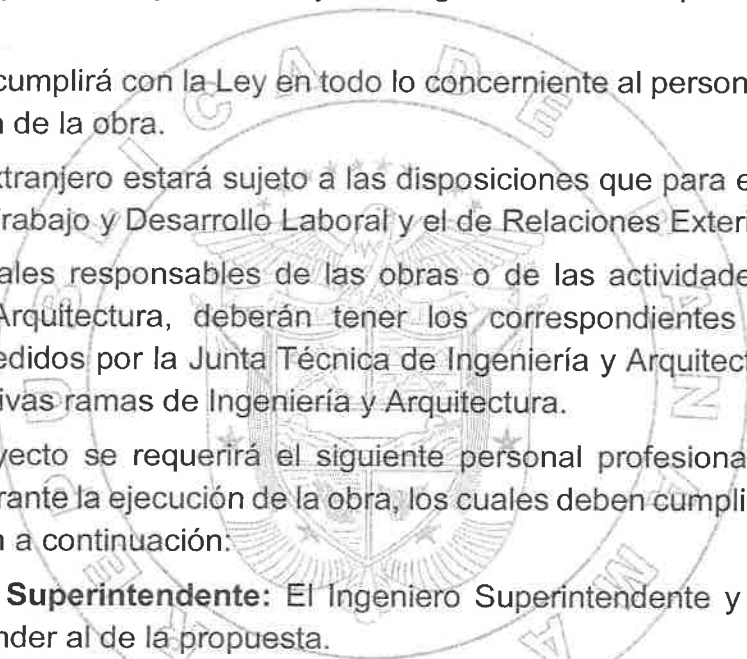 cumplirá con la Ley en todo lo concerniente al person
de la obra.
tranjero estará sujeto a las disposiciones que para e
rabajo y Desarrollo Laboral y el de Relaciones Exteri
ales responsables de las obras o de las actividade
Arquitectura, deberán tener los correspondientes
edidos por la Junta Técnica de Ingeniería y Arquitect
ivas ramas de Ingeniería y Arquitectura.
yecto se requerirá el siguiente personal profesiona
rante la ejecución de la obra, los cuales deben cumpli
a continuación:
Superintendente: El Ingeniero Superintendente y
nder al de la propuesta.